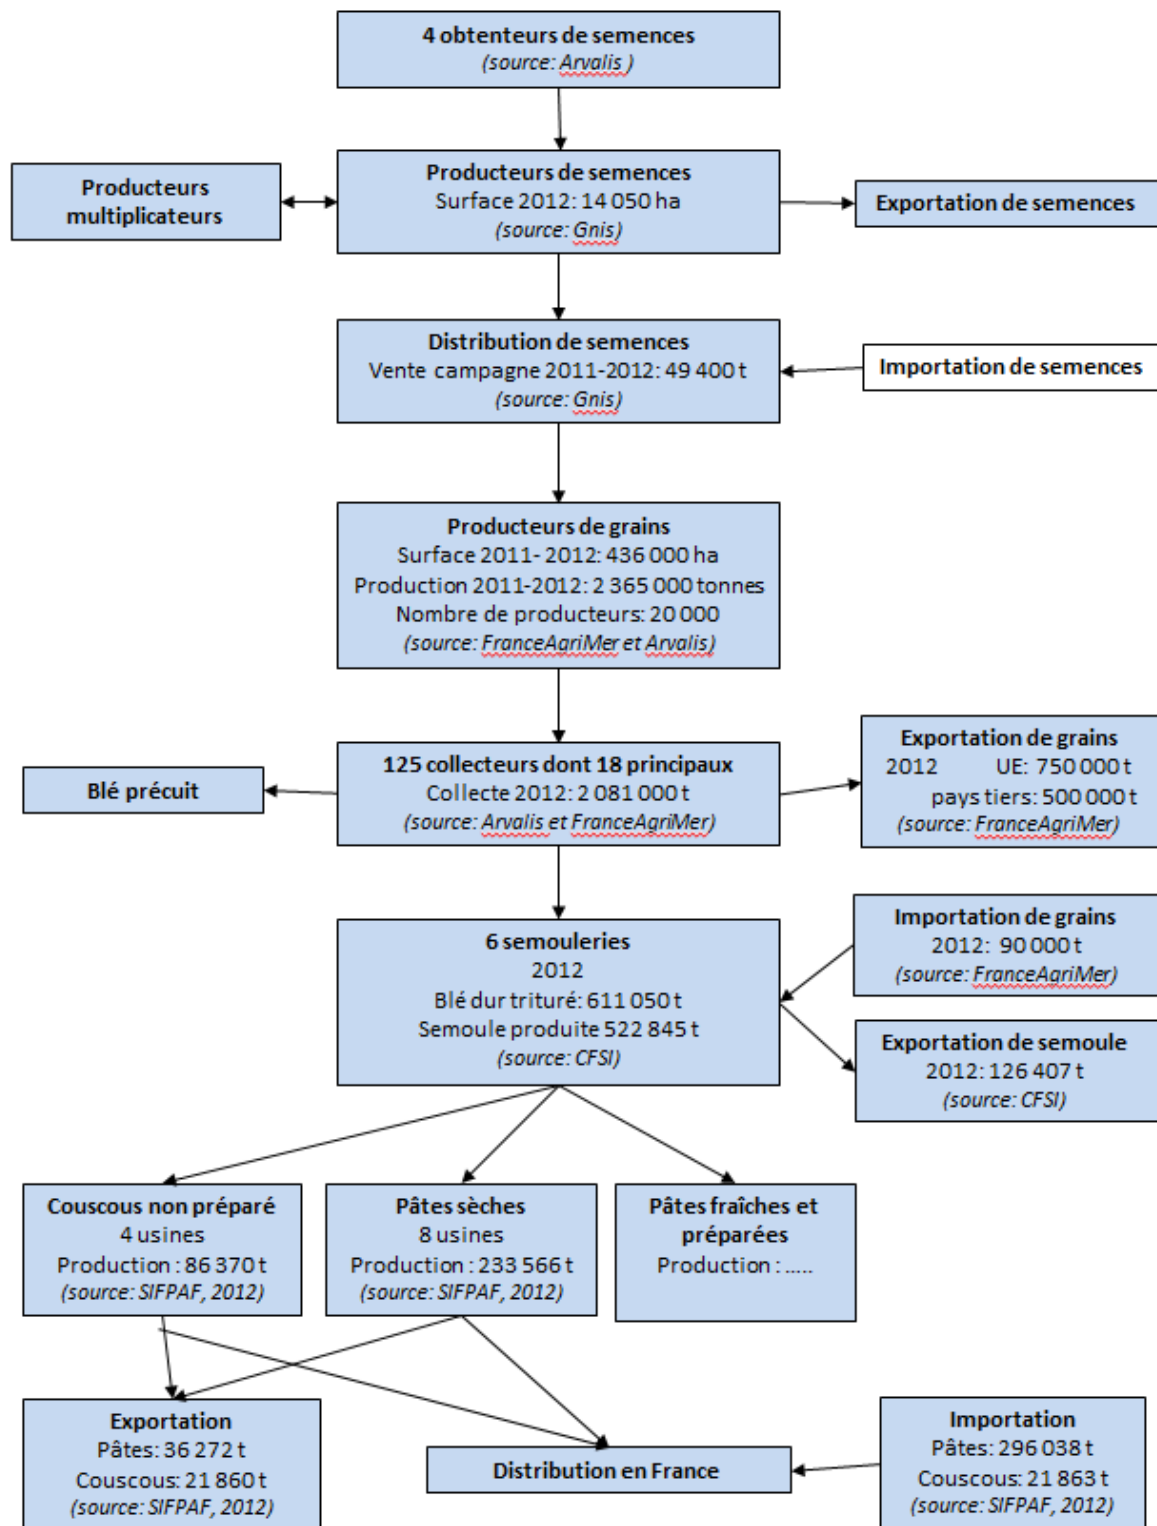 4 obtenteurs de semences
(source: Arvalis )
Producteurs
multiplicateurs
Producteurs de semences
Surface 2012: 14 050 ha
(source: Gnis)
Exportation de semences
Distribution de semences
Vente campagne 2011-2012: 49 400 t
(source: Gnis)
Importation de semences
Producteurs de grains
Surface 2011- 2012: 436 000 ha
Production 2011-2012: 2 365 000 tonnes
Nombre de producteurs: 20 000
(source: FranceAgriMer et Arvalis)
Blé précuit
125 collecteurs dont 18 principaux
Collecte 2012: 2 081 000 t
(source: Arvalis et FranceAgriMer)
Exportation de grains
2012 UE: 750 000 t
pays tiers: 500 000 t
(source: FranceAgriMer)
6 semouleries
2012
Blé dur trituré: 611 050 t
Semoule produite 522 845 t
(source: CFSI)
Importation de grains
2012: 90 000 t
(source: FranceAgriMer)
Exportation de semoule
2012: 126 407 t
(source: CFSI)
Couscous non préparé
4 usines
Production : 86 370 t
(source: SIFPAF, 2012)
Pâtes sèches
8 usines
Production : 233 566 t
(source: SIFPAF, 2012)
Pâtes fraîches et
préparées
Production : .....
Exportation
Pâtes: 36 272 t
Couscous: 21 860 t
(source: SIFPAF, 2012)
Distribution en France
Importation
Pâtes: 296 038 t
Couscous: 21 863 t
(source: SIFPAF, 2012)